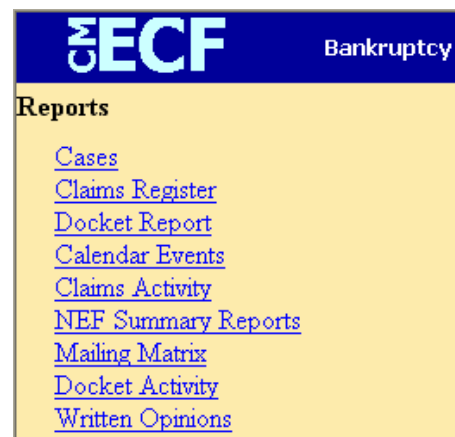 CM ECF Bankruptcy
Reports
Cases
Claims Register
Docket Report
Calendar Events
Claims Activity
NEF Summary Reports
Mailing Matrix
Docket Activity
Written Opinions